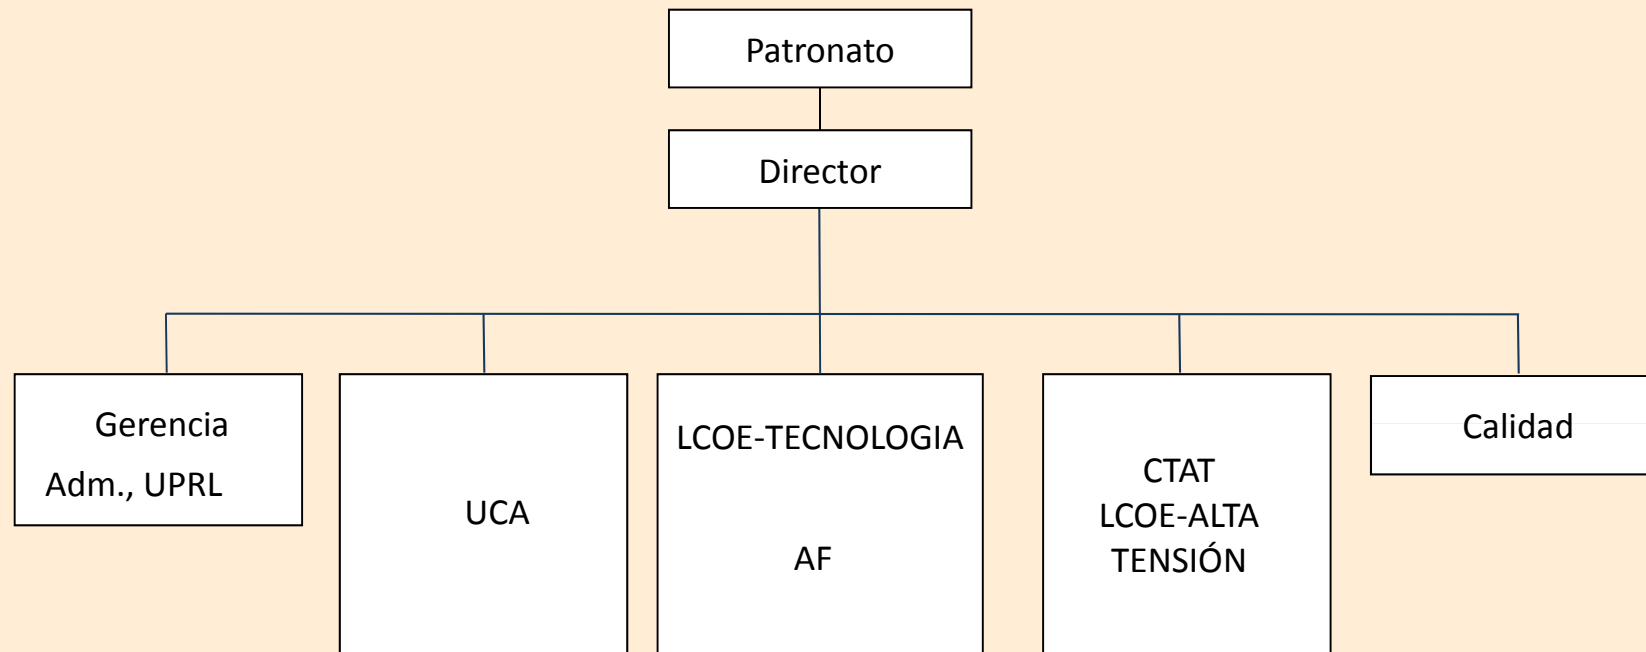 Patronato
Director
Gerencia
Adm., UPRL
UCA
LCOE-TECNOLOGIA
AF
CTAT
LCOE-ALTA
TENSIÓN
Calidad